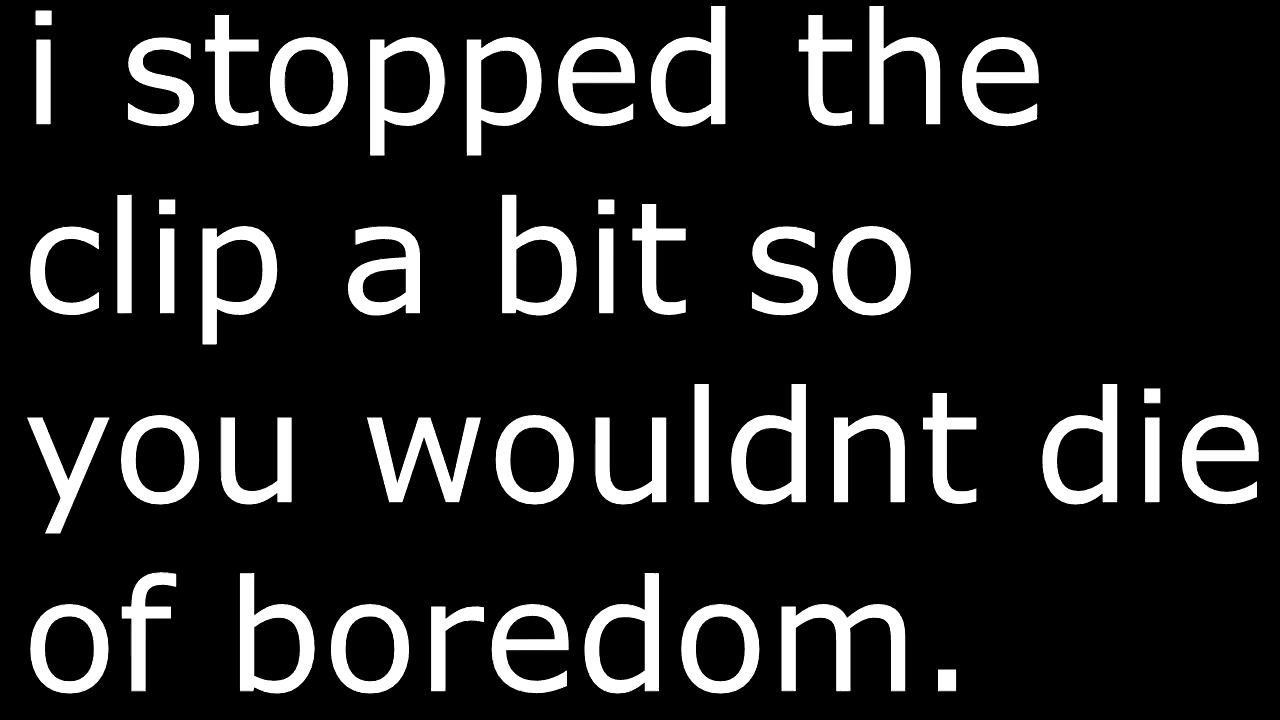 i stopped the
clip a bit so
you wouldnt die
of boredom.